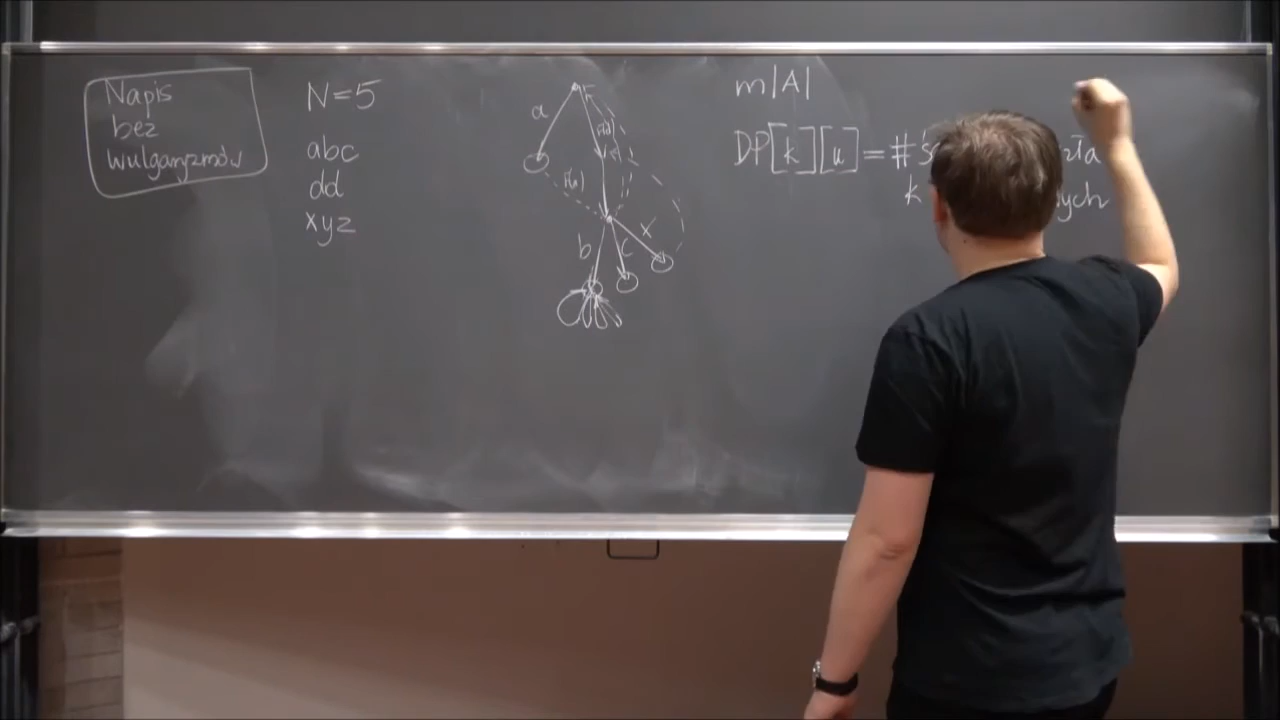 Napis
bez
wulgaryzmów
N=5
abc
dd
xyz
a
b
c
x
m|A|
DP[k][u]=#
k